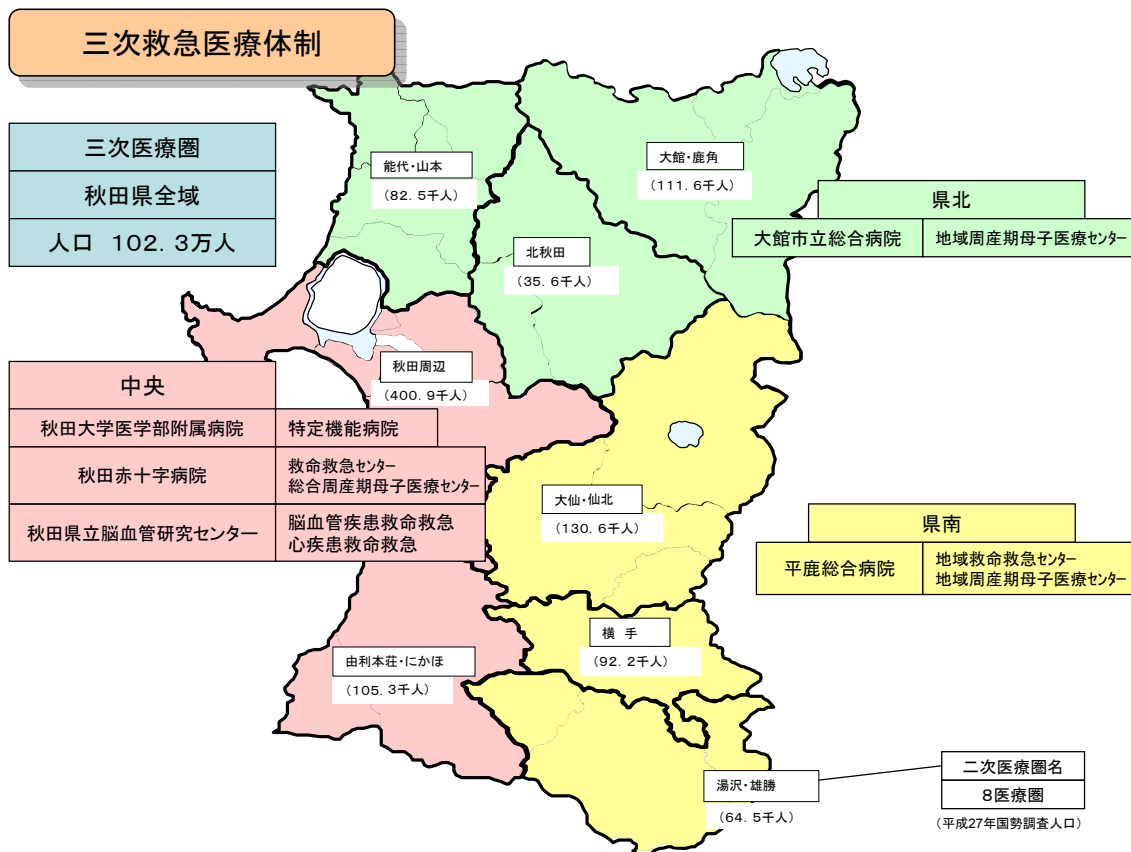 三次救急医療体制
三次医療圏
秋田県全域
人口 102.3万人
能代・山本
(82.5千人)
大館・鹿角
(111.6千人)
北秋田
(35.6千人)
県北
大館市立総合病院 地域周産期母子医療センター
秋田周辺
(400.9千人)
中央
秋田大学医学部附属病院 特定機能病院
秋田赤十字病院 救命救急センター
総合周産期母子医療センター
秋田県立脳血管研究センター 脳血管疾患救命救急
心疾患救命救急
大仙・仙北
(130.6千人)
県南
平鹿総合病院 地域救命救急センター
地域周産期母子医療センター
横 手
(92.2千人)
由利本荘・にかほ
(105.3千人)
湯沢・雄勝
(64.5千人)
二次医療圏名
8医療圏
(平成27年国勢調査人口)